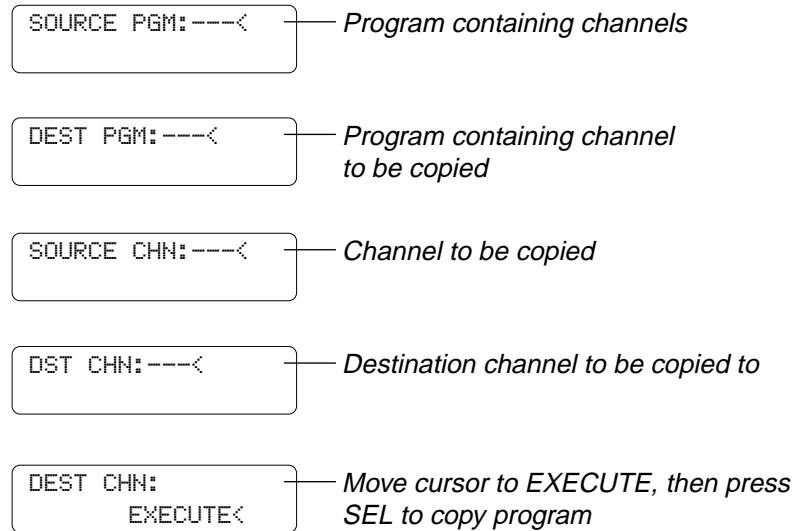 SOURCE PGM:---<
Program containing channels
DEST PGM:---<
Program containing channel
to be copied
SOURCE CHN:---<
Channel to be copied
DST CHN:---<
Destination channel to be copied to
DEST CHN:
EXECUTE<
Move cursor to EXECUTE, then press
SEL to copy program